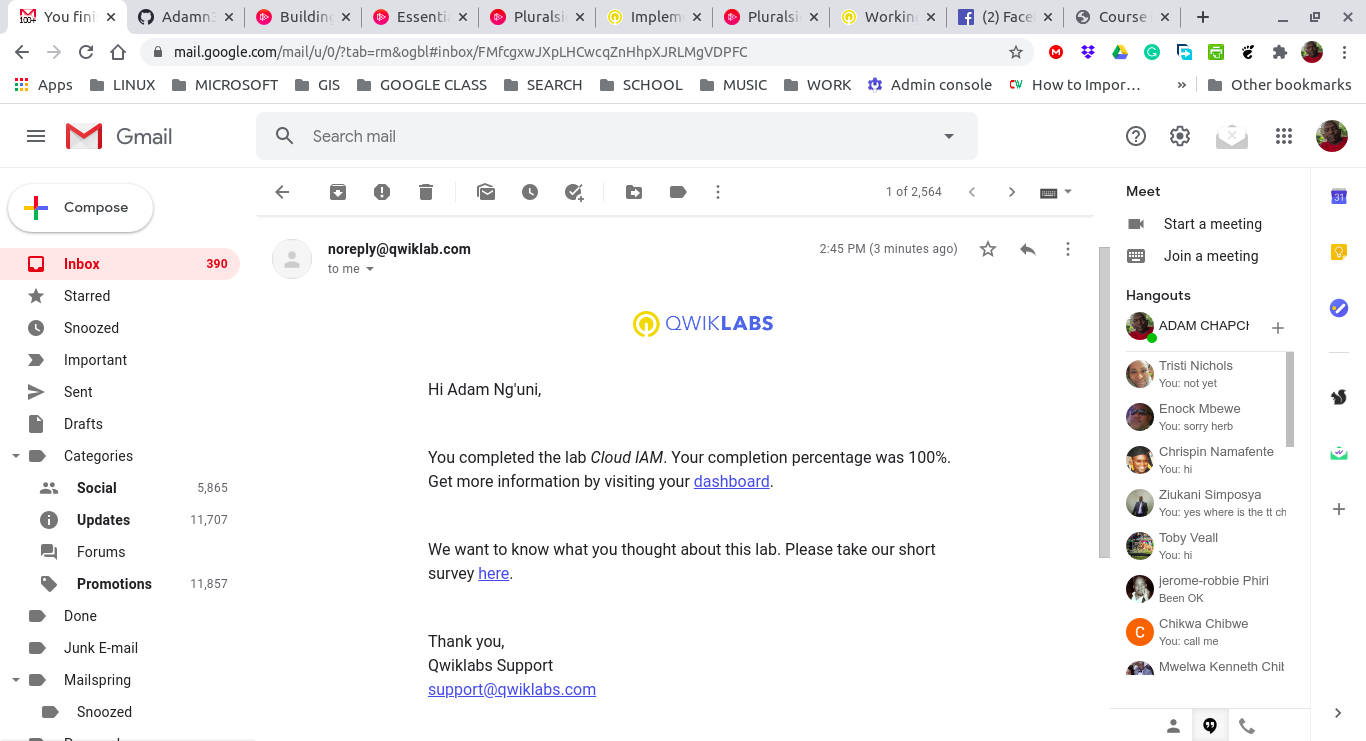 100+
You fini
Adamn
Building
Essentia
Pluralsi
Implem
Pluralsi
Working
(2) Face
Course
mail.google.com/mail/u/0/?tab=rm&ogbl#inbox/FMfcgxwJXpLHCwcqZnHhpXJRLMgVDPFC
Apps LINUX MICROSOFT GIS GOOGLE CLASS SEARCH SCHOOL MUSIC WORK Admin console How to Impor… » Other bookmarks
Gmail
Search mail
Compose
1 of 2,564
Inbox 390
Starred
Snoozed
Important
Sent
Drafts
Categories
Social 5,865
Updates 11,707
Forums
Promotions 11,857
Done
Junk E-mail
Mailspring
Snoozed
noreply@qwiklab.com
2:45 PM (3 minutes ago)
to me
QWIKLABS
Hi Adam Ng'uni,
You completed the lab Cloud IAM. Your completion percentage was 100%.
Get more information by visiting your dashboard.
We want to know what you thought about this lab. Please take our short
survey here.
Thank you,
Qwiklabs Support
support@qwiklabs.com
Meet
Start a meeting
Join a meeting
Hangouts
ADAM CHAPCH
Tristi Nichols
You: not yet
Enock Mbewe
You: sorry herb
Chrispin Namafente
You: hi
Ziukani Simposya
You: yes where is the tt ch
Toby Veall
You: hi
jerome-robbie Phiri
Been OK
C
Chikwa Chibwe
You: call me
Mwelwa Kenneth Chib
31